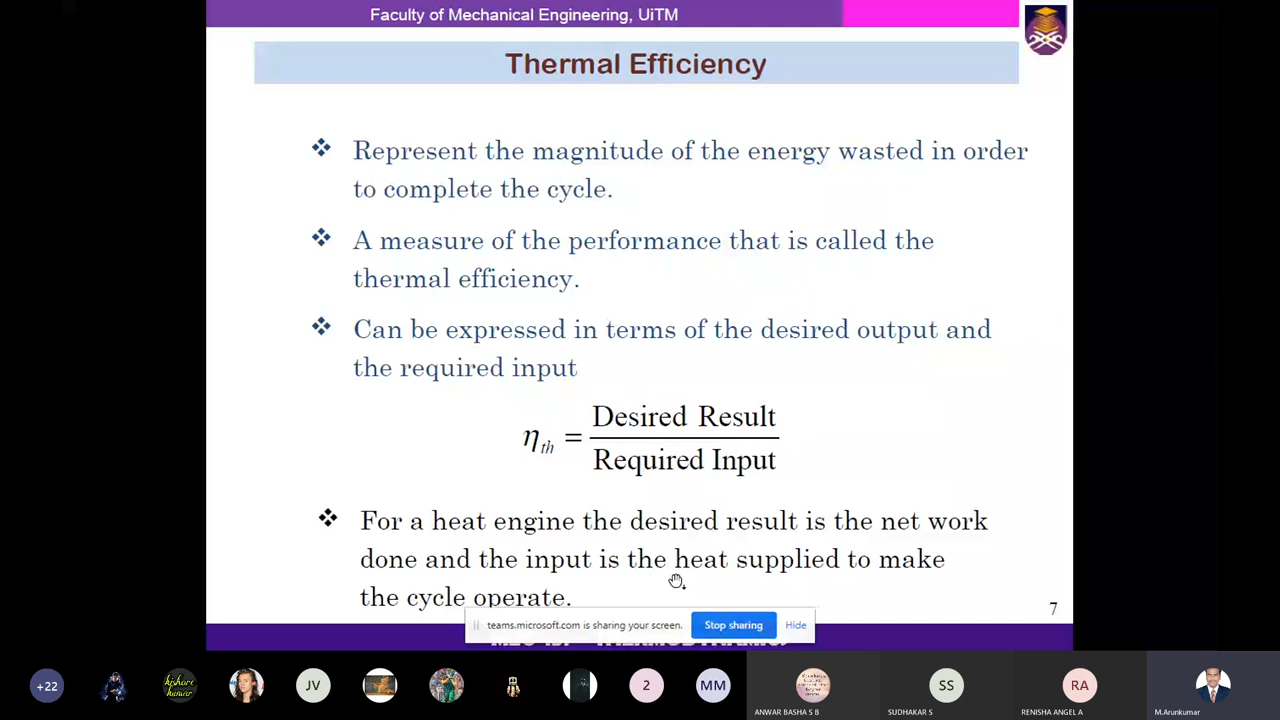 Faculty of Mechanical Engineering, UiTM
Thermal Efficiency
Represent the magnitude of the energy wasted in order
to complete the cycle.
A measure of the performance that is called the
thermal efficiency.
Can be expressed in terms of the desired output and
the required input
η_th = Desired Result / Required Input
For a heat engine the desired result is the net work
done and the input is the heat supplied to make
the cycle operate.
7
teams.microsoft.com is sharing your screen.
Stop sharing
Hide
+22
kishore kumar
JV
2
MM
SS
RA
ANWAR BASHA S B
SUDHAKAR S
RENISHA ANGEL A
M.Arunkumar